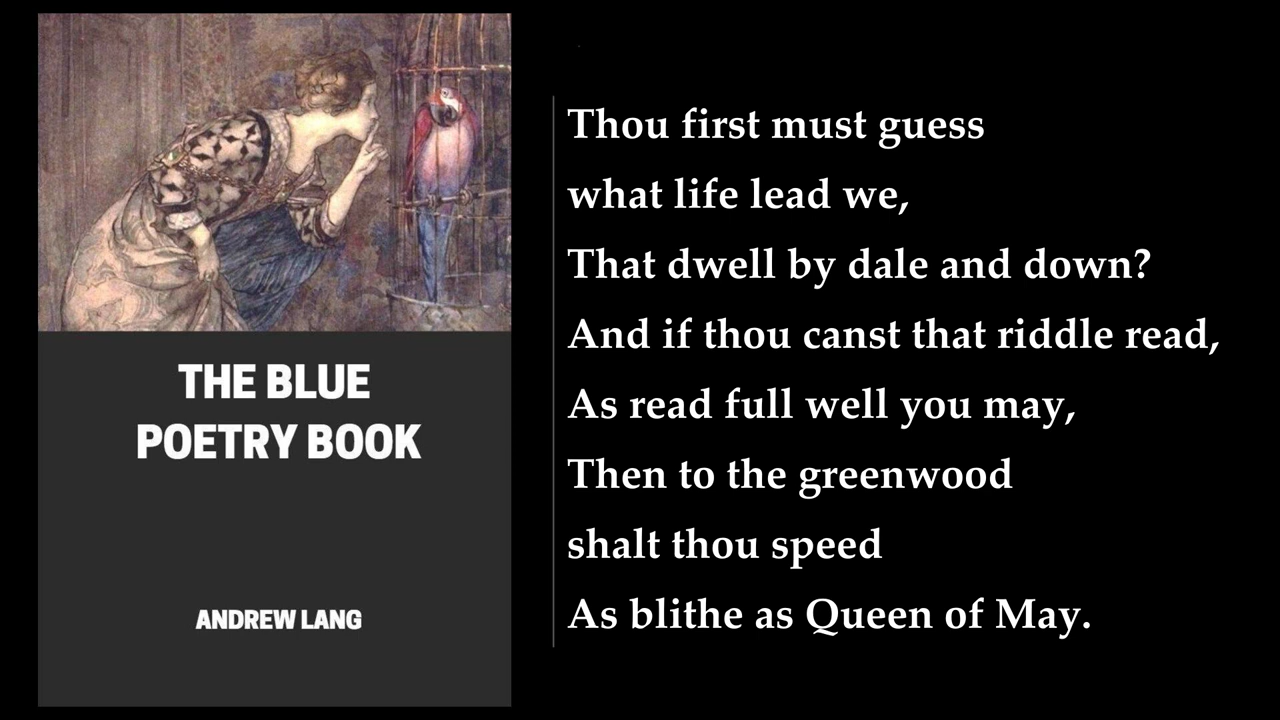 THE BLUE
POETRY BOOK
ANDREW LANG
Thou first must guess
what life lead we,
That dwell by dale and down?
And if thou canst that riddle read,
As read full well you may,
Then to the greenwood
shalt thou speed
As blithe as Queen of May.